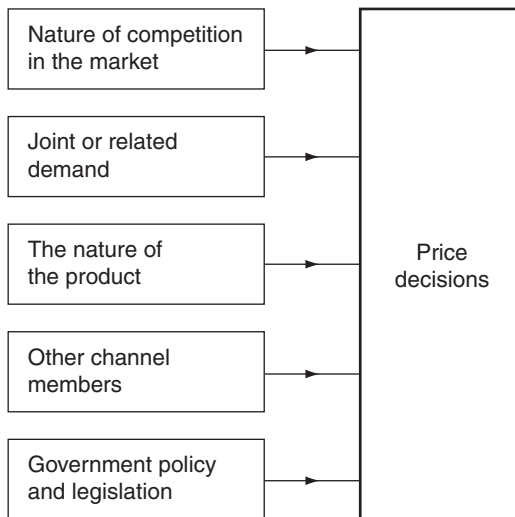 Nature of competition
in the market
Joint or related
demand
The nature of
the product
Other channel
members
Government policy
and legislation
Price
decisions